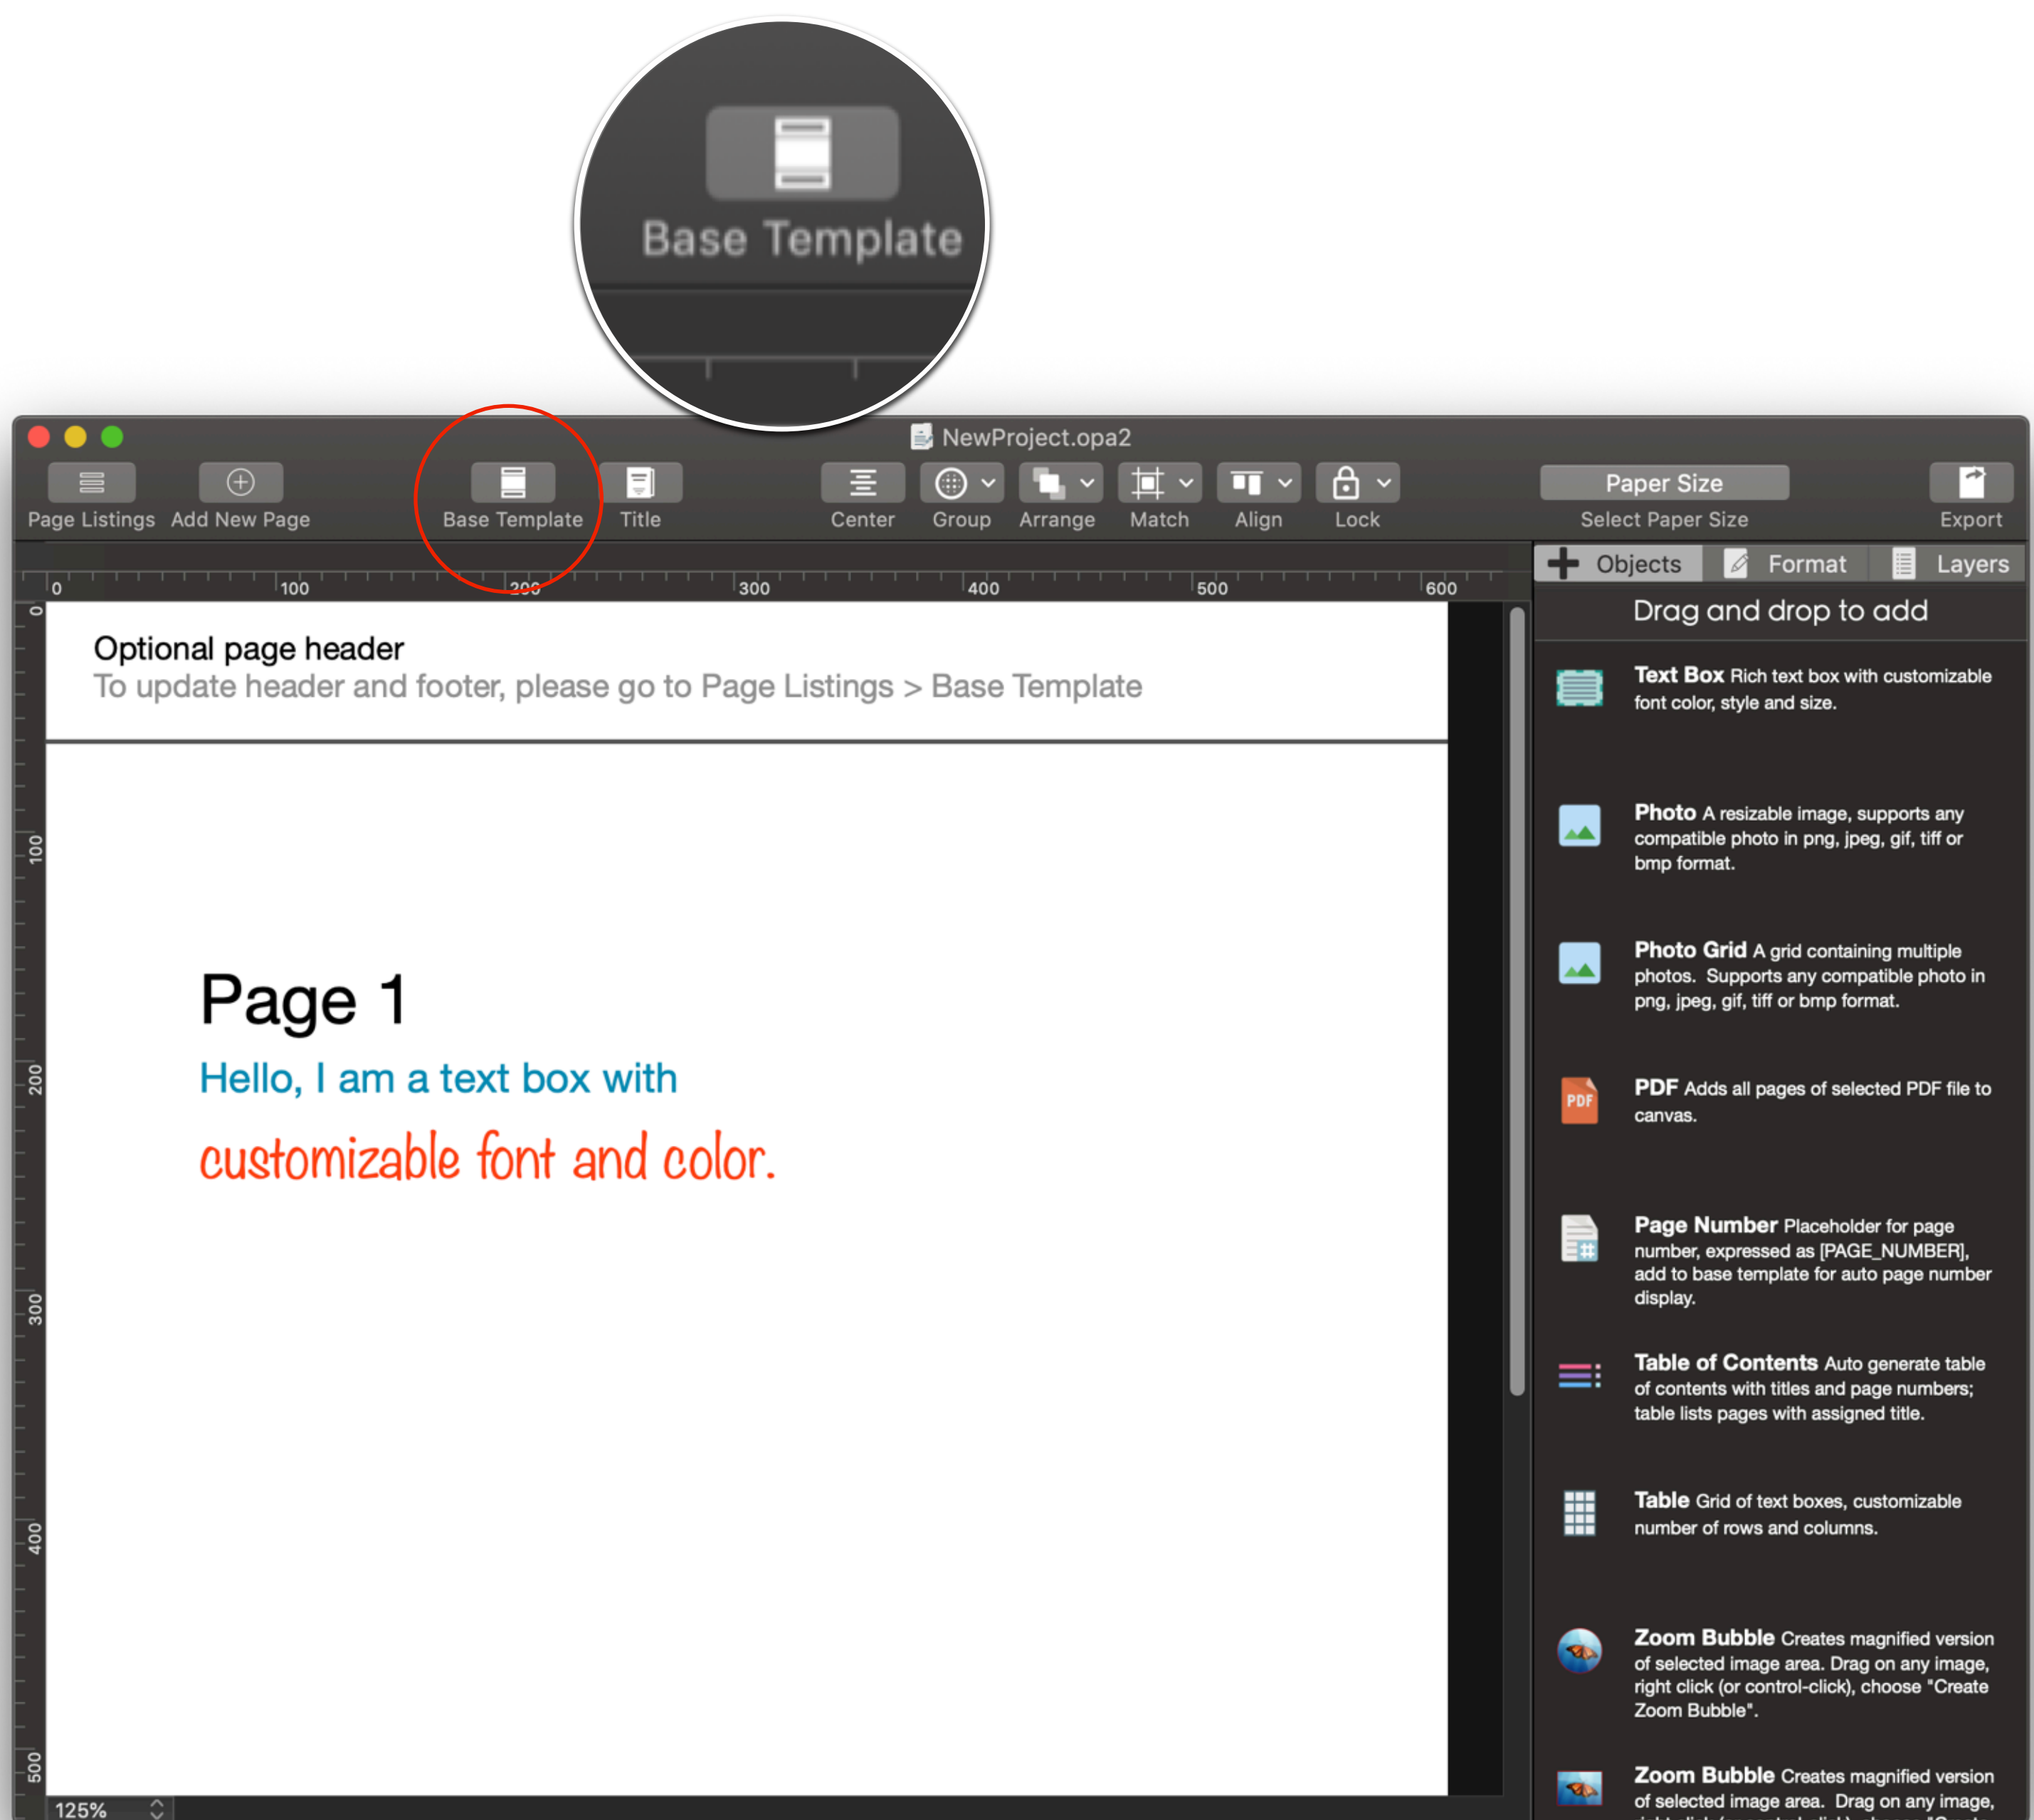 Base Template
NewProject.opa2
Page Listings
Add New Page
Base Template
Title
Center
Group
Arrange
Match
Align
Lock
Paper Size
Select Paper Size
Export
Objects
Format
Layers
0 100 200 300 400 500 600
Drag and drop to add
0
100
200
300
400
500
Optional page header
To update header and footer, please go to Page Listings > Base Template
Page 1
Hello, I am a text box with
customizable font and color.
125%
Text Box Rich text box with customizable
font color, style and size.
Photo A resizable image, supports any
compatible photo in png, jpeg, gif, tiff or
bmp format.
Photo Grid A grid containing multiple
photos. Supports any compatible photo in
png, jpeg, gif, tiff or bmp format.
PDF
PDF Adds all pages of selected PDF file to
canvas.
#
Page Number Placeholder for page
number, expressed as [PAGE_NUMBER],
add to base template for auto page number
display.
Table of Contents Auto generate table
of contents with titles and page numbers;
table lists pages with assigned title.
Table Grid of text boxes, customizable
number of rows and columns.
Zoom Bubble Creates magnified version
of selected image area. Drag on any image,
right click (or control-click), choose "Create
Zoom Bubble".
Zoom Bubble Creates magnified version
of selected image area. Drag on any image,